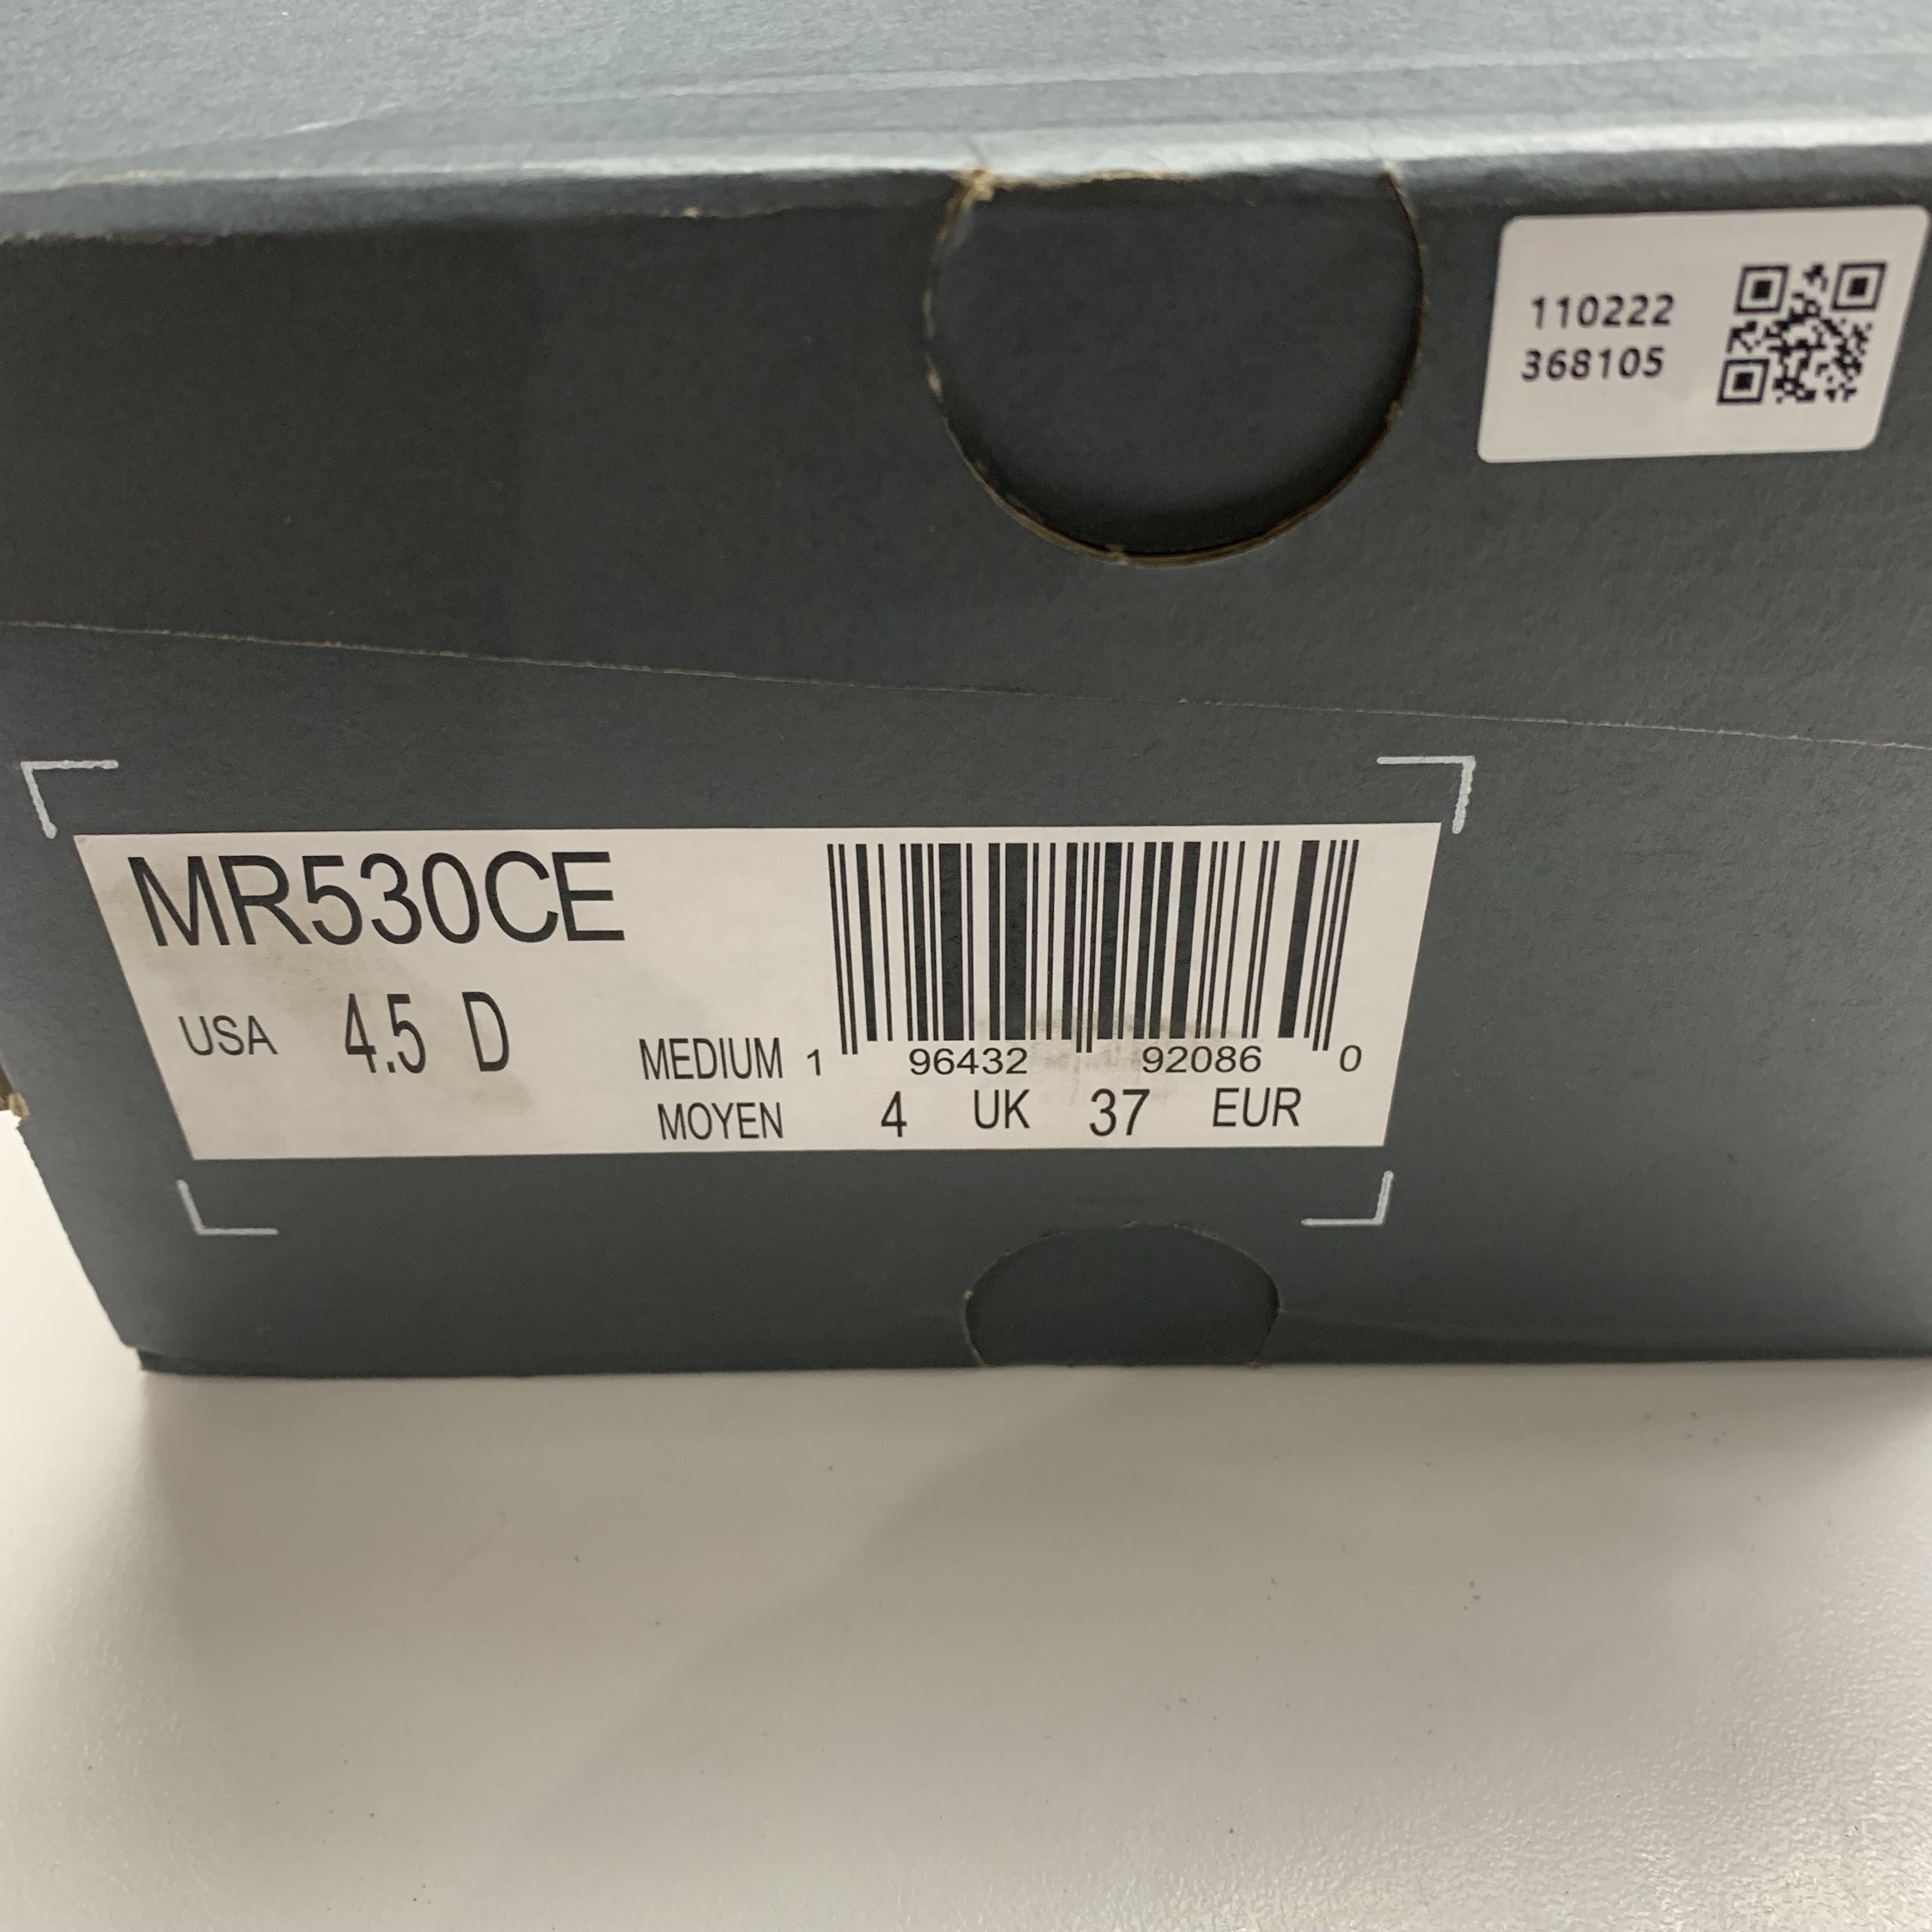 110222
368105
MR530CE
USA 4.5 D
MEDIUM 1 96432 92086 0
MOYEN 4 UK 37 EUR